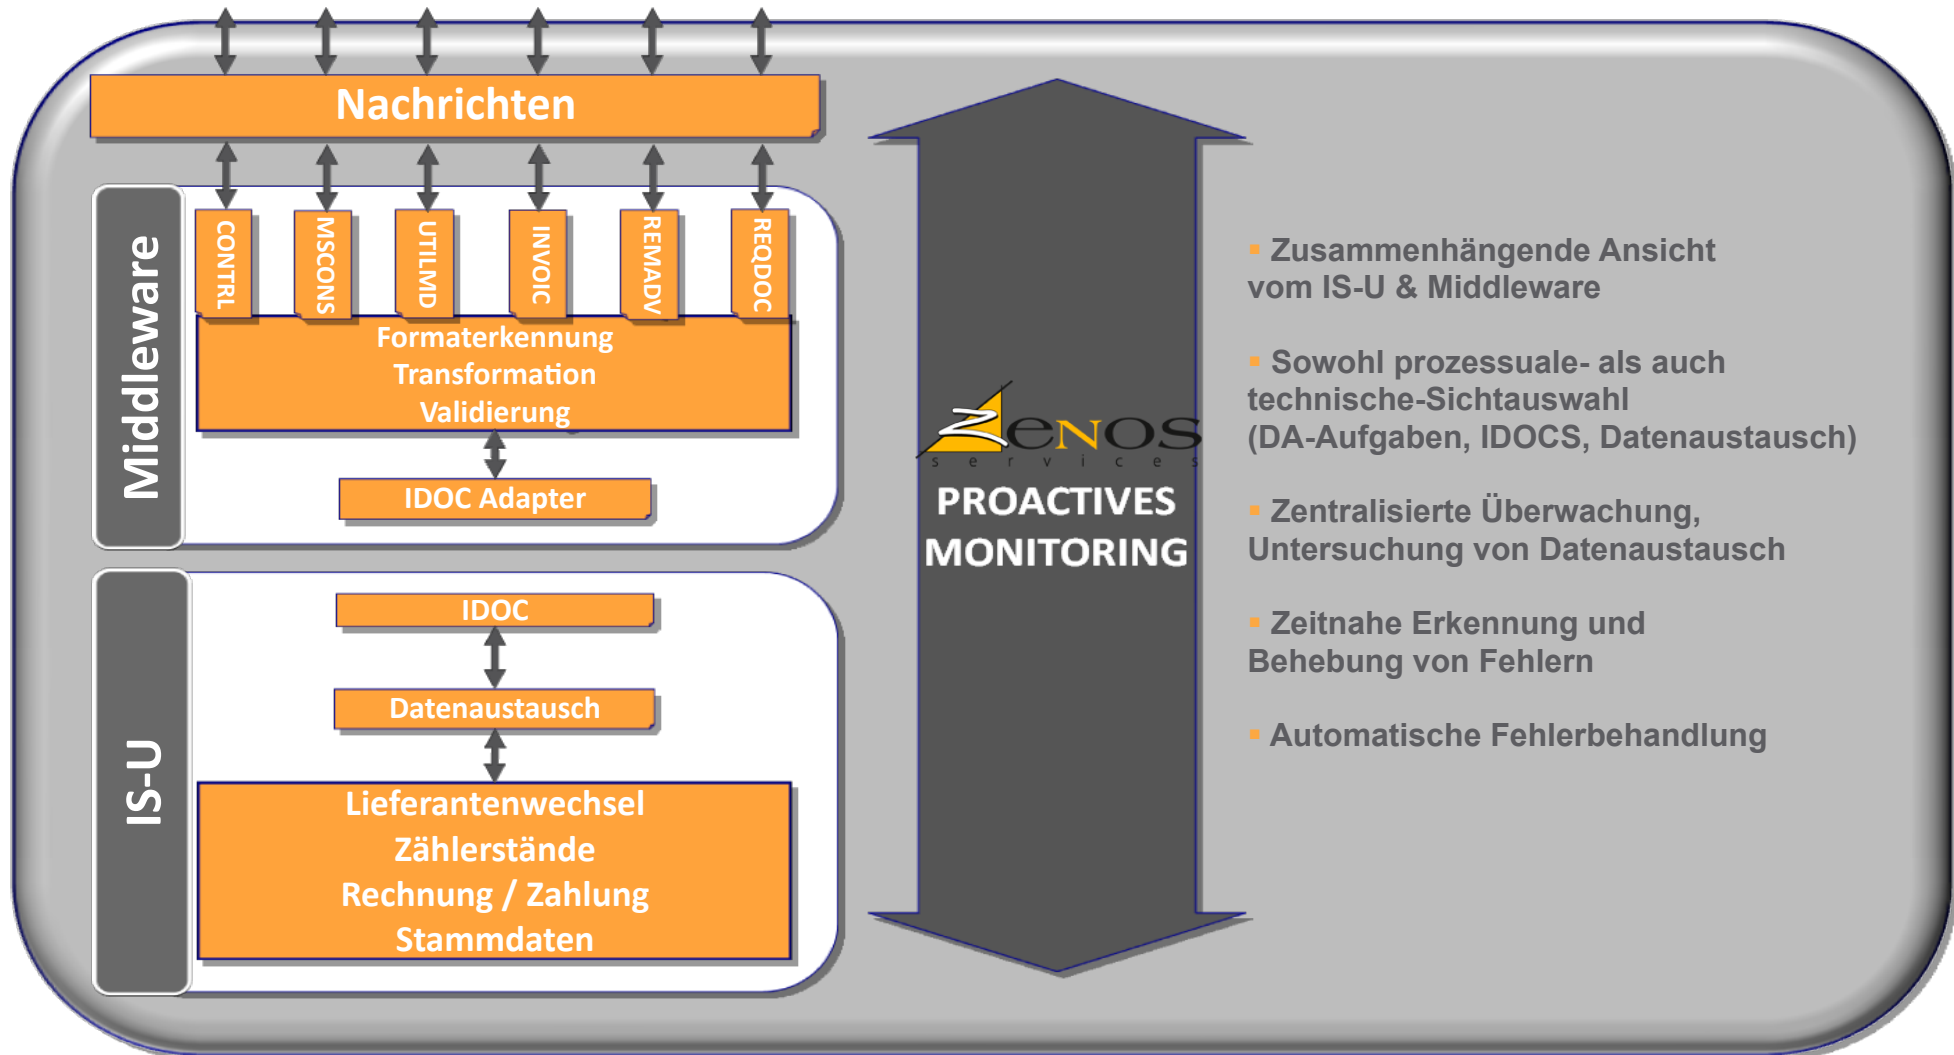 Nachrichten
Middleware
CONTRL
MSCONS
UTILMD
INVOIC
REMADV
REQDOC
Formaterkennung
Transformation
Validierung
IDOC Adapter
IS-U
IDOC
Datenaustausch
Lieferantenwechsel
Zählerstände
Rechnung / Zahlung
Stammdaten
zenos
services
PROACTIVES
MONITORING
▪ Zusammenhängende Ansicht
vom IS-U & Middleware
▪ Sowohl prozessuale- als auch
technische-Sichtauswahl
(DA-Aufgaben, IDOCS, Datenaustausch)
▪ Zentralisierte Überwachung,
Untersuchung von Datenaustausch
▪ Zeitnahe Erkennung und
Behebung von Fehlern
▪ Automatische Fehlerbehandlung